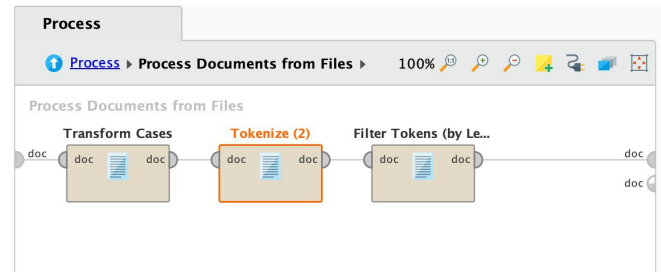 Process
Process ▸ Process Documents from Files ▸ 100%
Process Documents from Files
Transform Cases Tokenize (2) Filter Tokens (by Le...
doc doc doc doc doc doc doc doc
doc